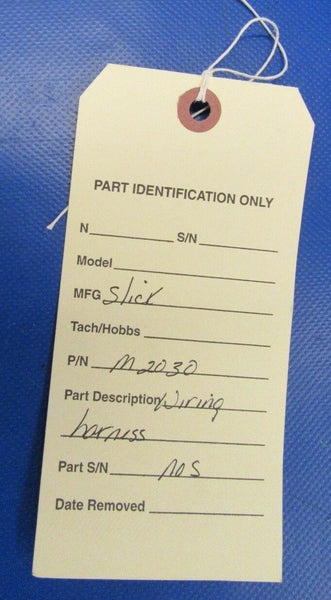 PART IDENTIFICATION ONLY
N S/N
Model
MFG Slick
Tach/Hobbs
P/N M2030
Part Description Wiring
harness
Part S/N NOS
Date Removed